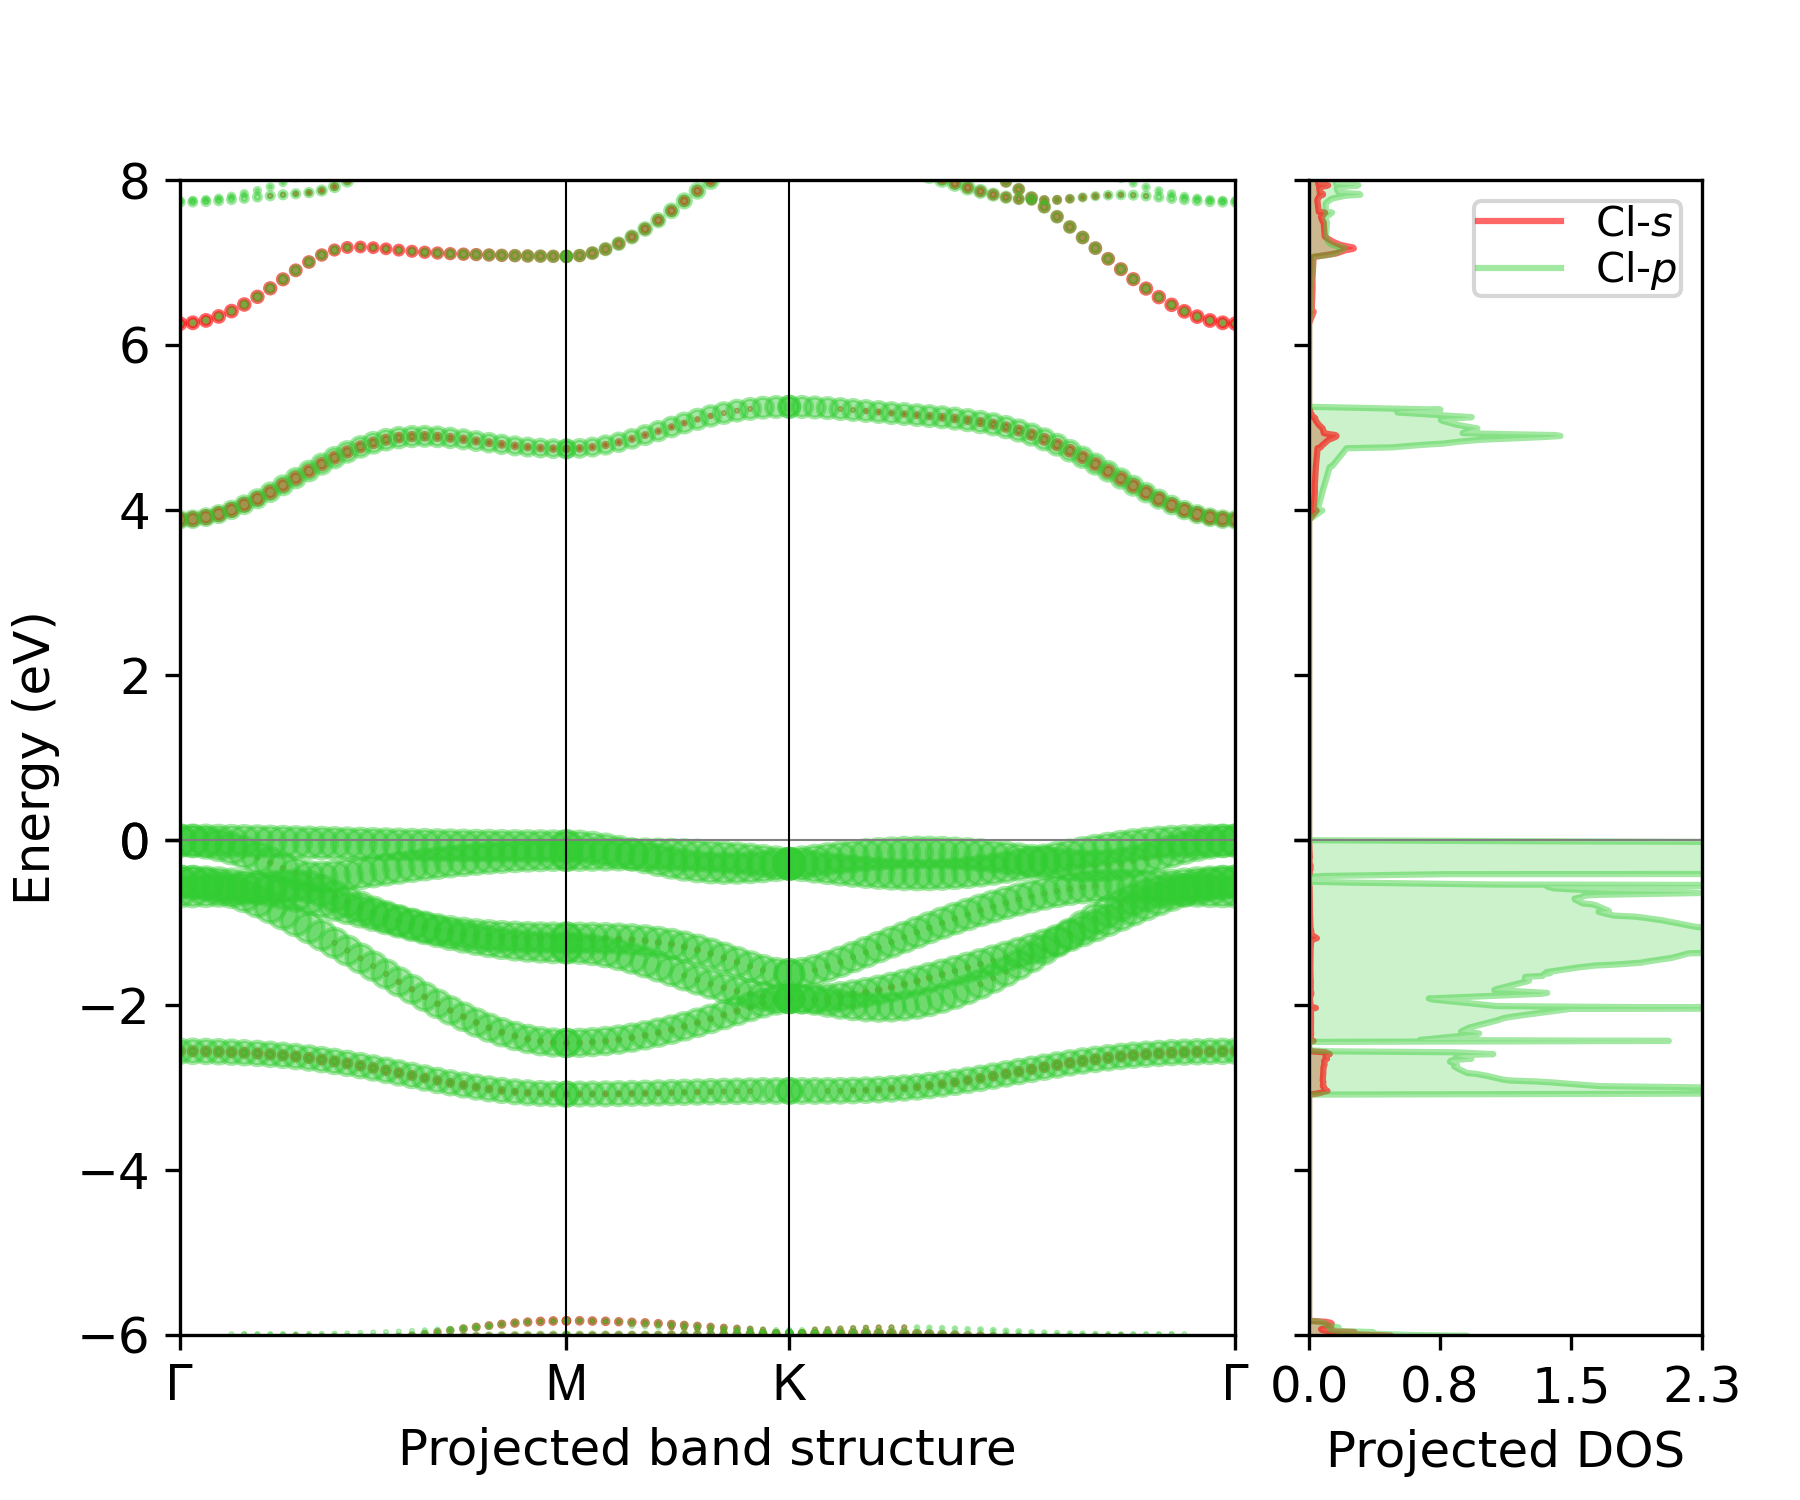 8
6
4
2
0
−2
−4
−6
Energy (eV)
Γ
M
K
Γ
Projected band structure
Cl-s
Cl-p
0.0
0.8
1.5
2.3
Projected DOS